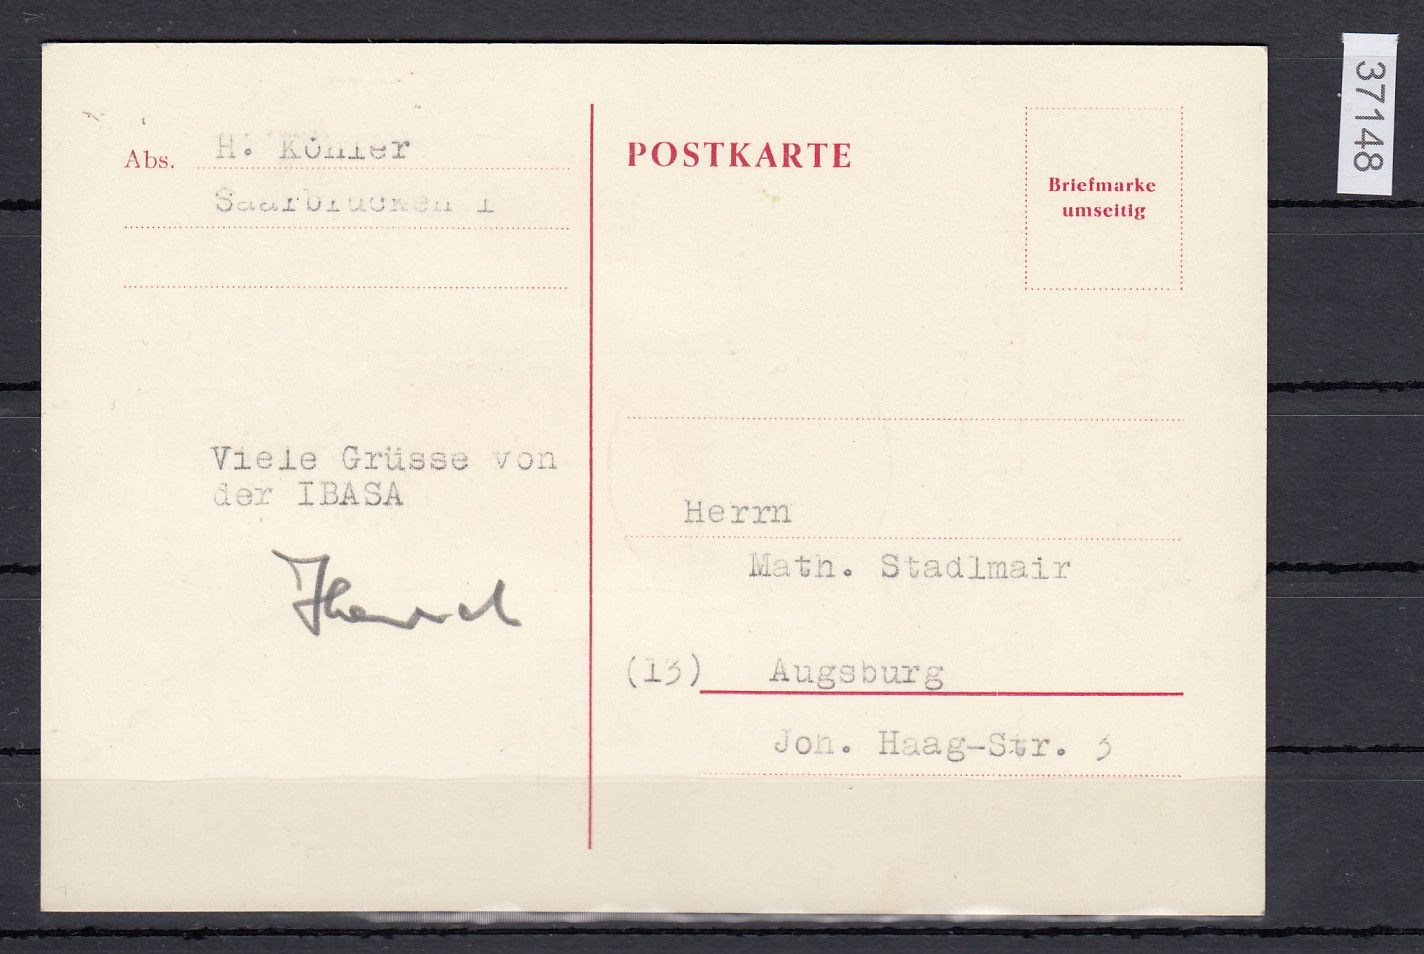 Abs. H. Köhler
Saarbrücken 1
Viele Grüsse von
der IBASA
POSTKARTE
Briefmarke
umseitig
Herrn
Math. Stadlmair
(13) Augsburg
Joh. Haag-Str. 3
37148